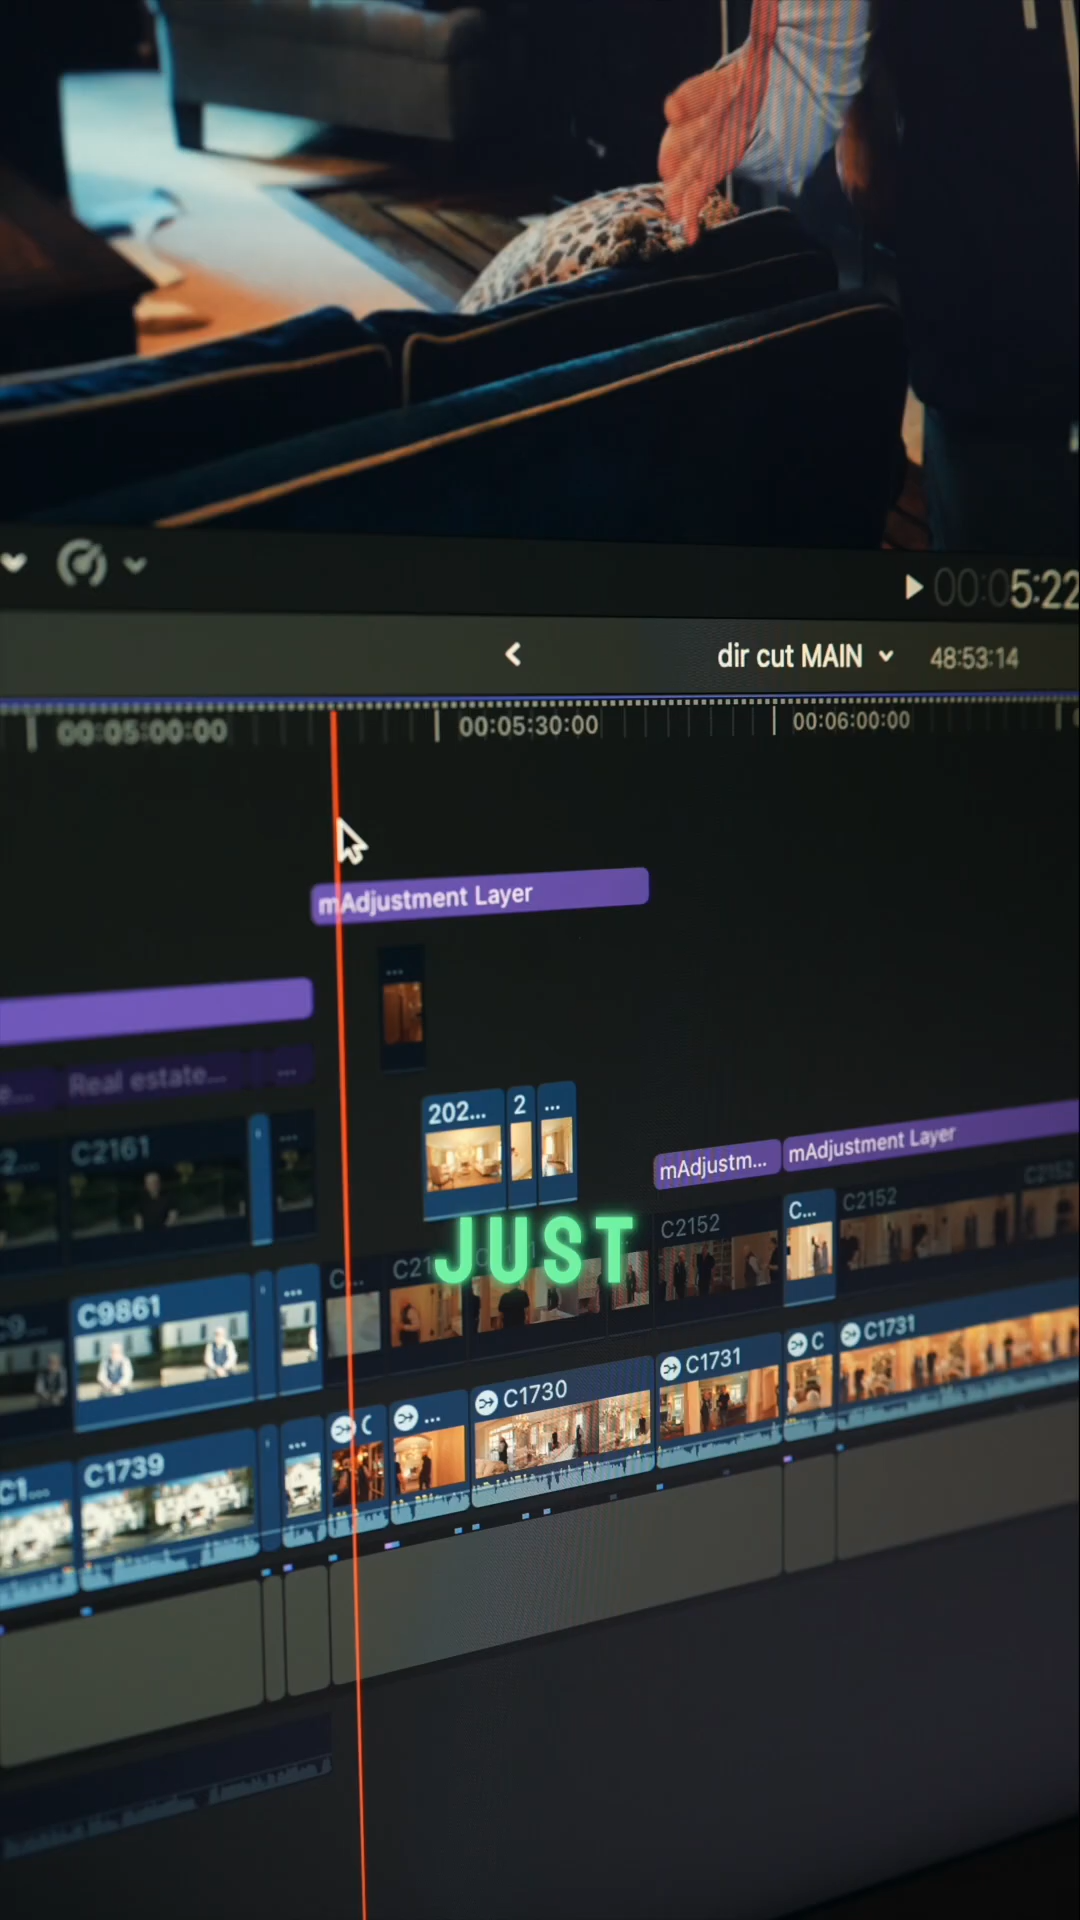 00:05:22
dir cut MAIN
48:53:14
00:05:00:00
00:05:30:00
00:06:00:00
mAdjustment Layer
Real estate...
202...
2
...
C2161
mAdjustm...
mAdjustment Layer
C2152
C...
C2152
C2152
JUST
C...
C21
C9861
C1739
C1...
C
...
C1730
C1731
C
C1731